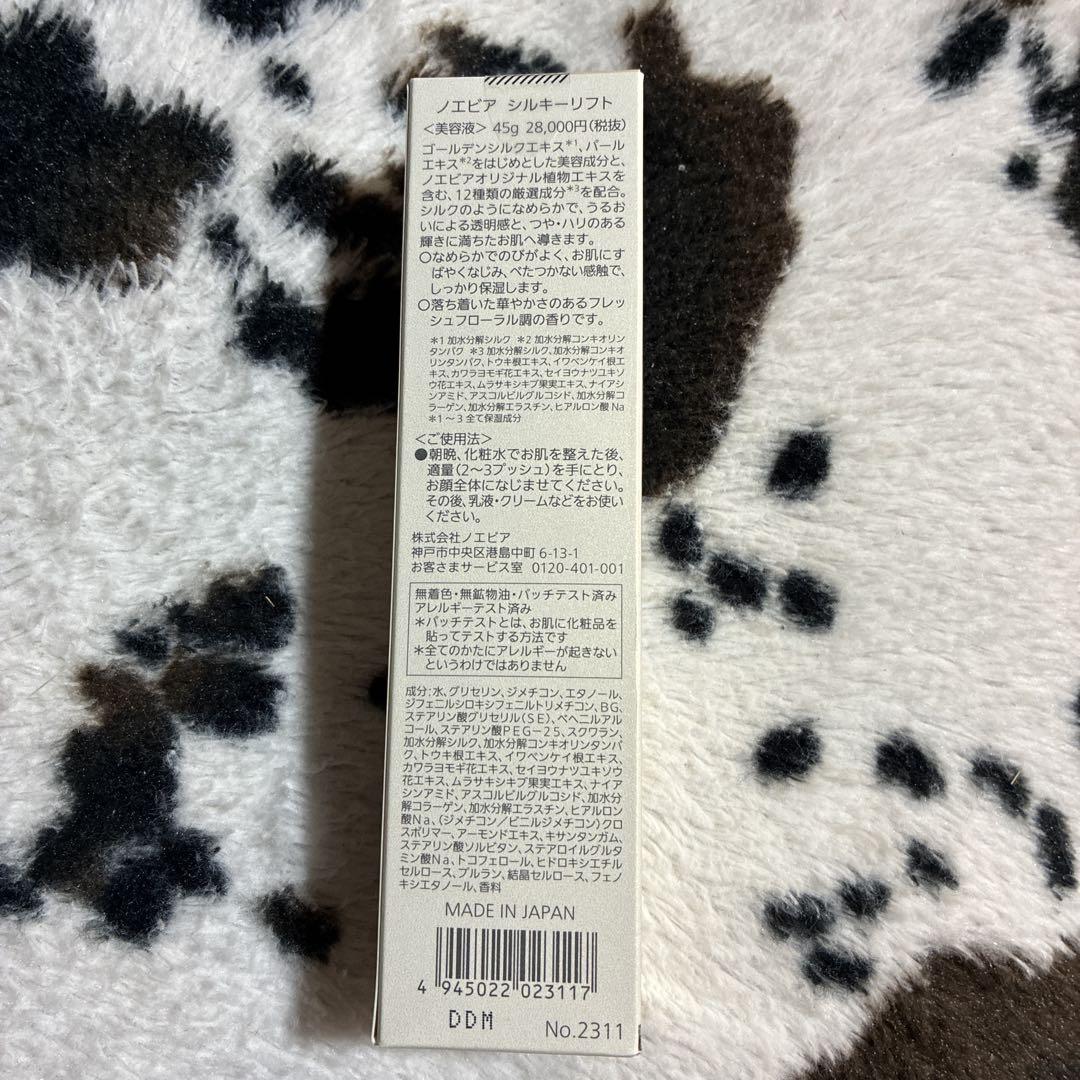 ノエビア シルキーリフト
＜美容液＞ 45g 28,000円(税抜)
ゴールデンシルクエキス＊1、パール
エキス＊2をはじめとした美容成分と、
ノエビアオリジナル植物エキスを
含む、12種類の厳選成分＊3を配合。
シルクのようになめらかで、うるお
いによる透明感と、つや・ハリのある
輝きに満ちたお肌へ導きます。
○なめらかでのびがよく、お肌にす
ばやくなじみ、べたつかない感触で、
しっかり保湿します。
○落ち着いた華やかさのあるフレッ
シュフローラル調の香りです。
＊1 加水分解シルク ＊2 加水分解コンキオリン
タンパク ＊3 加水分解シルク、加水分解コンキオ
リンタンパク、トウキ根エキス、イワベンケイ根エ
キス、カワラヨモギ花エキス、セイヨウナツユキソ
ウ花エキス、ムラサキシキブ果実エキス、ナイアシ
ンアミド、アスコルビルグルコシド、加水分解コ
ラーゲン、加水分解エラスチン、ヒアルロン酸Na
＊1～3 全て保湿成分
＜ご使用法＞
●朝晩、化粧水でお肌を整えた後、
適量(2～3プッシュ)を手にとり、
お顔全体になじませてください。
その後、乳液・クリームなどをお使い
ください。
株式会社ノエビア
神戸市中央区港島中町 6-13-1
お客さまサービス室 0120-401-001
無着色・無鉱物油・パッチテスト済み
アレルギーテスト済み
＊パッチテストとは、お肌に化粧品を
貼ってテストする方法です
＊全てのかたにアレルギーが起きない
というわけではありません
成分：水、グリセリン、ジメチコン、エタノール、
ジフェニルシロキシフェニルトリメチコン、BG、
ステアリン酸グリセリル(SE)、ベヘニルアル
コール、ステアリン酸PEG－25、スクワラン、
加水分解シルク、加水分解コンキオリンタンパ
ク、トウキ根エキス、イワベンケイ根エキス、
カワラヨモギ花エキス、セイヨウナツユキソウ
花エキス、ムラサキシキブ果実エキス、ナイア
シンアミド、アスコルビルグルコシド、加水分
解コラーゲン、加水分解エラスチン、ヒアルロン
酸Na、(ジメチコン／ビニルジメチコン)クロ
スポリマー、アーモンドエキス、キサンタンガム、
ステアリン酸ソルビタン、ステアロイルグルタ
ミン酸Na、トコフェロール、ヒドロキシエチル
セルロース、プルラン、結晶セルロース、フェノ
キシエタノール、香料
MADE IN JAPAN
4 945022 023117
DDM
No.2311